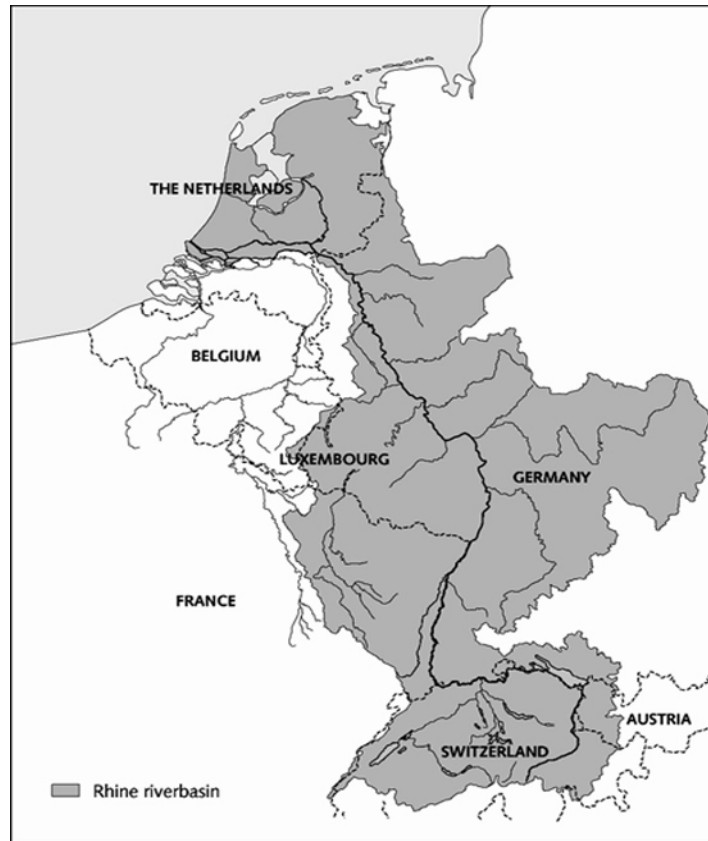 THE NETHERLANDS
BELGIUM
LUXEMBOURG
GERMANY
FRANCE
AUSTRIA
SWITZERLAND
Rhine riverbasin